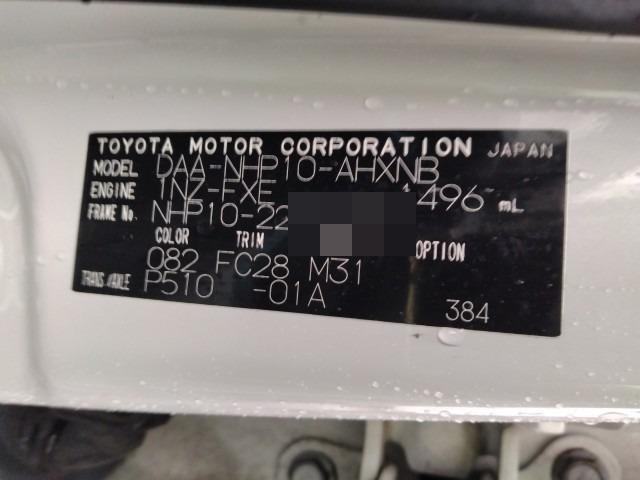 TOYOTA MOTOR CORPORATION JAPAN
MODEL DAA-NHP10-AHXNB
ENGINE 1NZ-FXE 1496 mL
FRAME No. NHP10-22
COLOR TRIM OPTION
082 FC28 M31
TRANS./AXLE P510 -01A
384